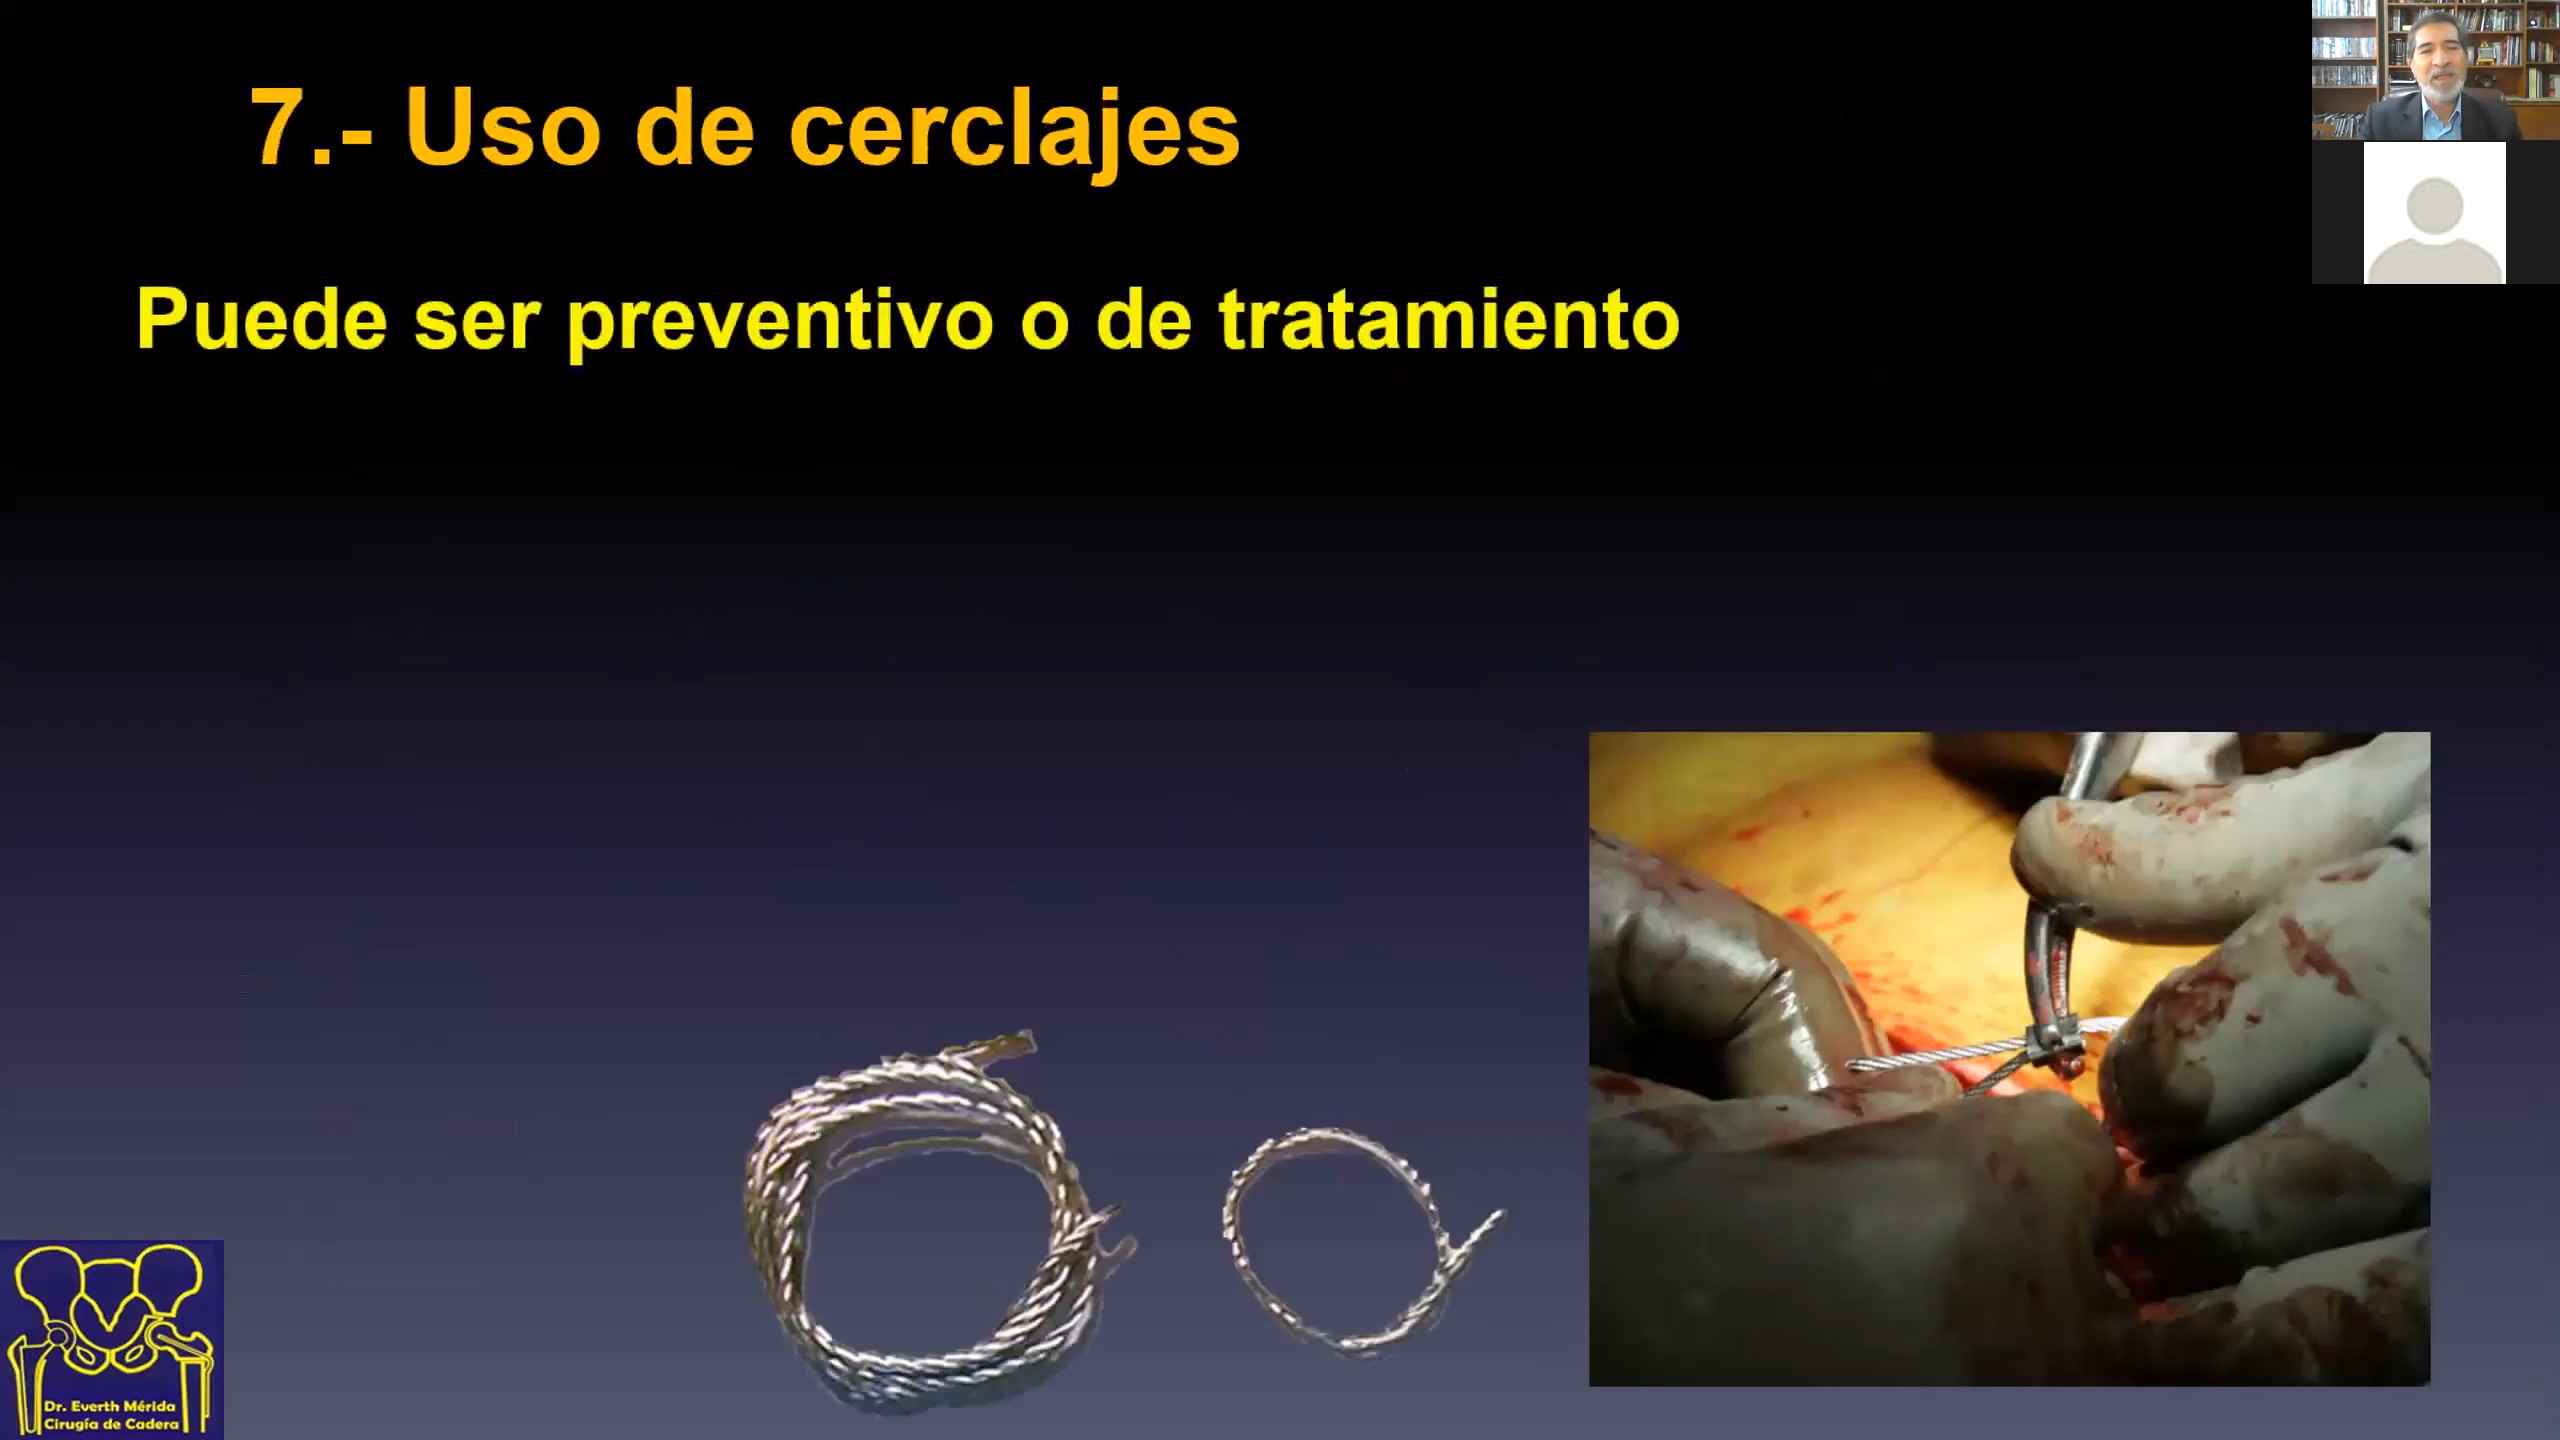 7.- Uso de cerclajes
Puede ser preventivo o de tratamiento
Dr. Everth Mérida
Cirugía de Cadera